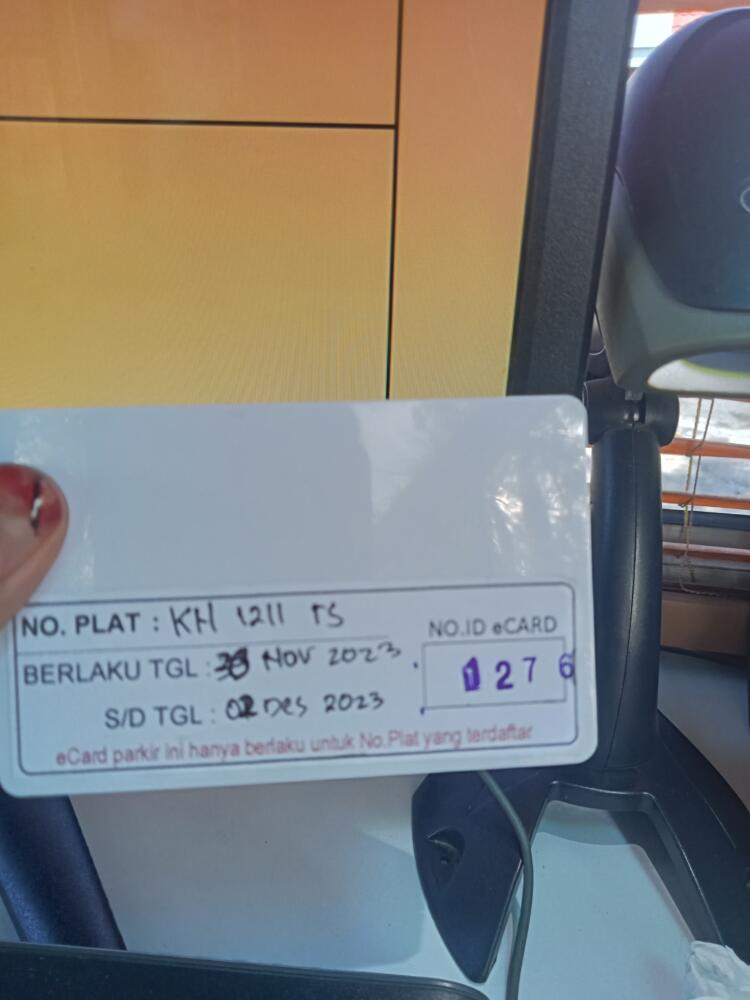 NO. PLAT : KH 1211 TS
NO.ID eCARD
1276
BERLAKU TGL : NOV 2023
S/D TGL : 02 Des 2023
eCard parkir ini hanya berlaku untuk No.Plat yang terdaftar